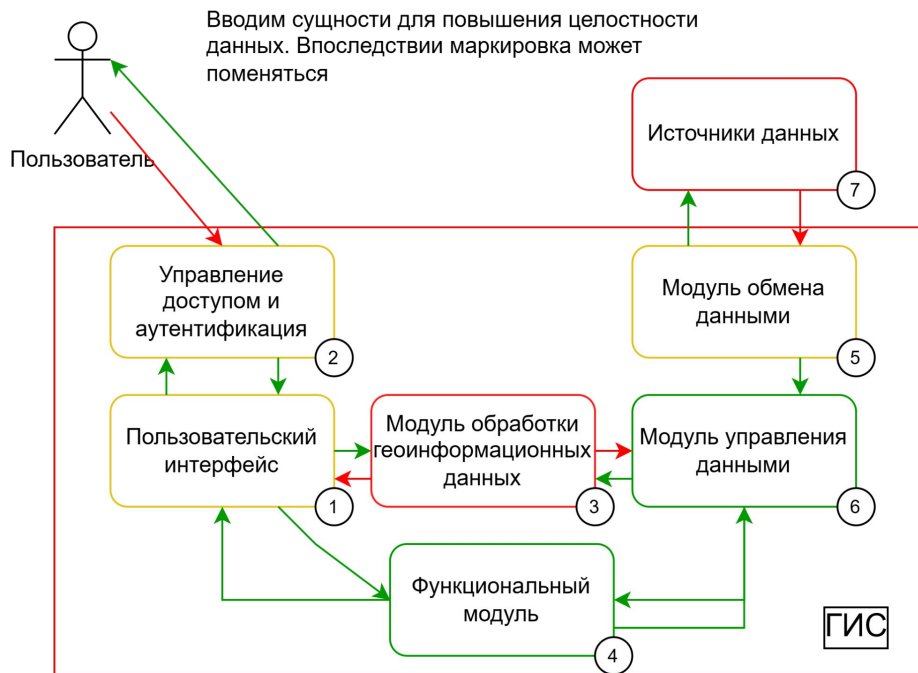 Вводим сущности для повышения целостности
данных. Впоследствии маркировка может
поменяться
Пользователь
Источники данных
7
Управление
доступом и
аутентификация
2
Модуль обмена
данными
5
Пользовательский
интерфейс
1
Модуль обработки
геоинформационных
данных
3
Модуль управления
данными
6
Функциональный
модуль
4
ГИС